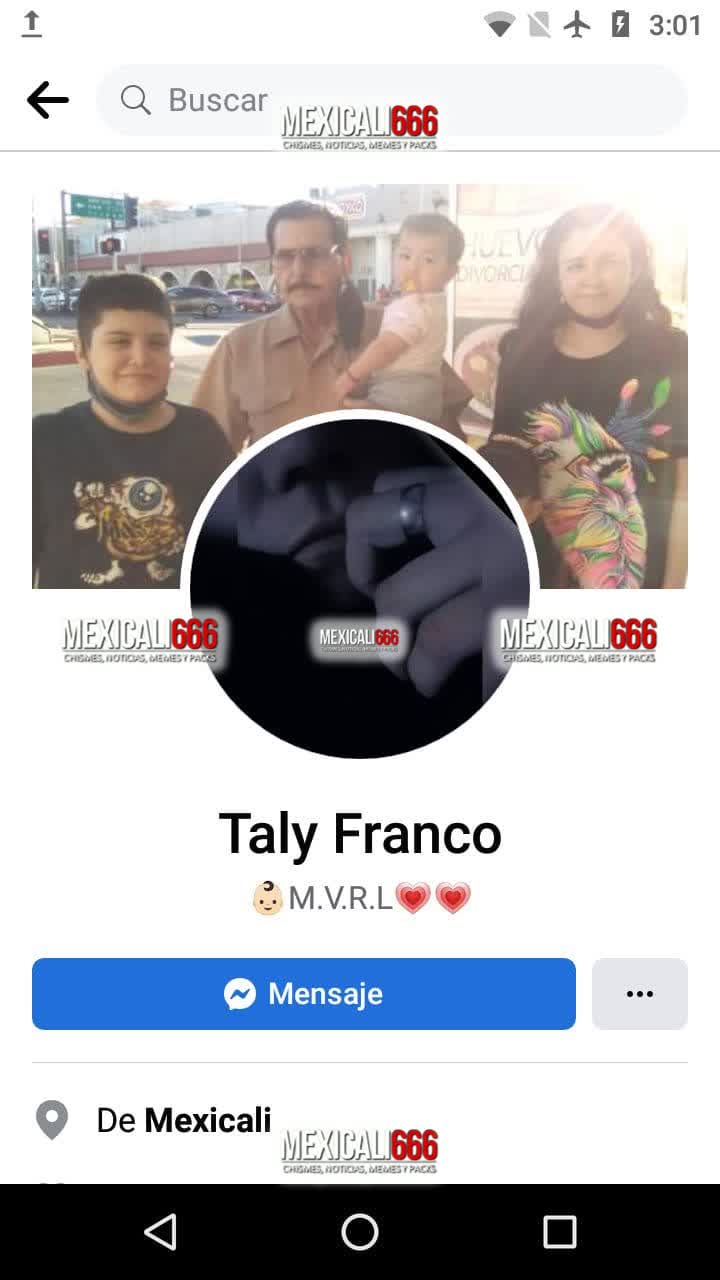 3:01
Buscar
MEXICALI666
CHISMES, NOTICIAS, MEMES Y PACKS
HUEVO
DIVORCI
MEXICALI666
CHISMES, NOTICIAS, MEMES Y PACKS
MEXICALI666
MEXICALI666
CHISMES, NOTICIAS, MEMES Y PACKS
Taly Franco
👶🏻M.V.R.L💗💗
Mensaje
De Mexicali
MEXICALI666
CHISMES, NOTICIAS, MEMES Y PACKS